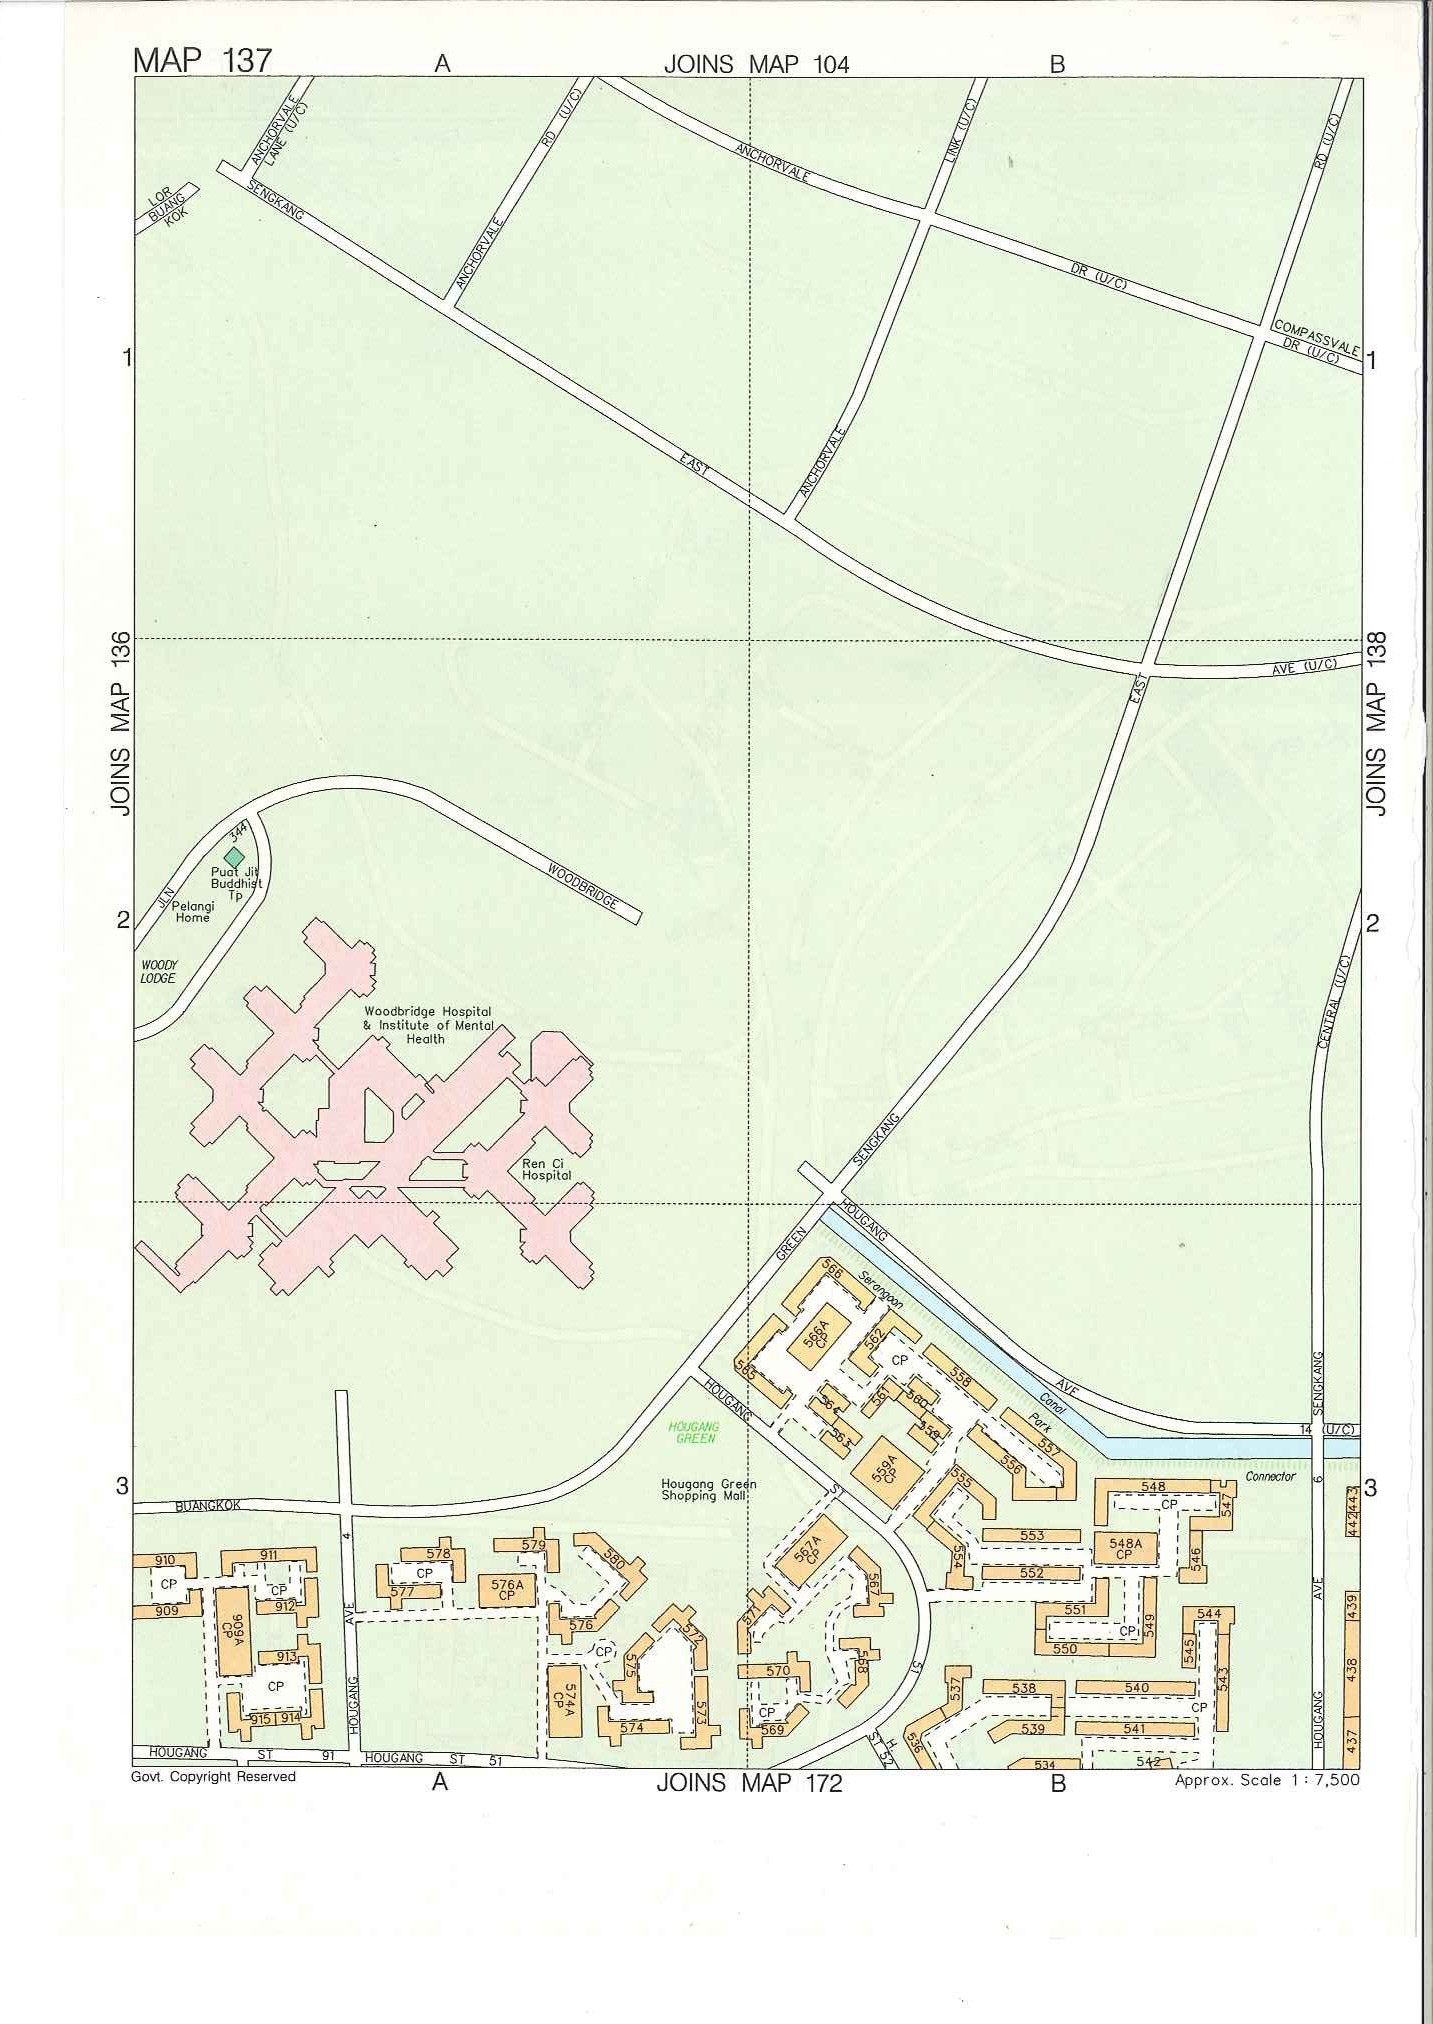 MAP 137
A
JOINS MAP 104
B
ANCHORVALE
LANE (U/C)
RD (U/C)
ANCHORVALE
LINK (U/C)
RD (U/C)
LOR
BUANG
KOK
SENGKANG
ANCHORVALE
DR (U/C)
COMPASSVALE
DR (U/C)
1
1
EAST
ANCHORVALE
JOINS MAP 136
JOINS MAP 138
AVE (U/C)
EAST
344
Puat Jit
Buddhist
Tp
JLN
WOODBRIDGE
Pelangi
Home
2
2
WOODY
LODGE
Woodbridge Hospital
& Institute of Mental
Health
CENTRAL (U/C)
SENGKANG
Ren Ci
Hospital
HOUGANG
GREEN
566
Serangoon
566A
CP
562
CP
565
558
SENGKANG
AVE
HOUGANG
564
561
560
Canal
Park
HOUGANG
GREEN
559
563
14 (U/C)
557
556
559A
CP
555
Connector
6
Hougang Green
Shopping Mall
3
3
ST
BUANGKOK
548
CP
547
443
442
4
553
548A
CP
546
567A
CP
554
552
910
911
578
579
580
CP
CP
CP
577
576A
CP
567
909
912
AVE
576
571
551
549
AVE
439
544
909A
CP
CP
550
CP
572
575
568
545
913
570
51
543
438
CP
574A
CP
537
538
540
CP
915
914
HOUGANG
573
CP
574
569
539
541
HOUGANG
437
536
H
ST 52
HOUGANG ST 91
HOUGANG ST 51
534
542
Govt. Copyright Reserved
A
JOINS MAP 172
B
Approx. Scale 1 : 7,500